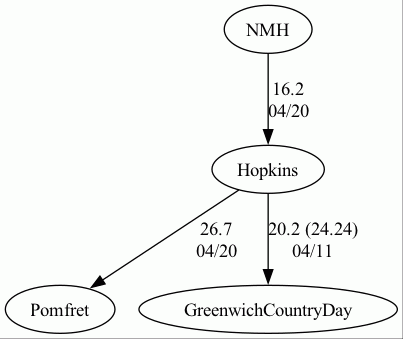 NMH
16.2
04/20
Hopkins
26.7
04/20
20.2 (24.24)
04/11
Pomfret
GreenwichCountryDay